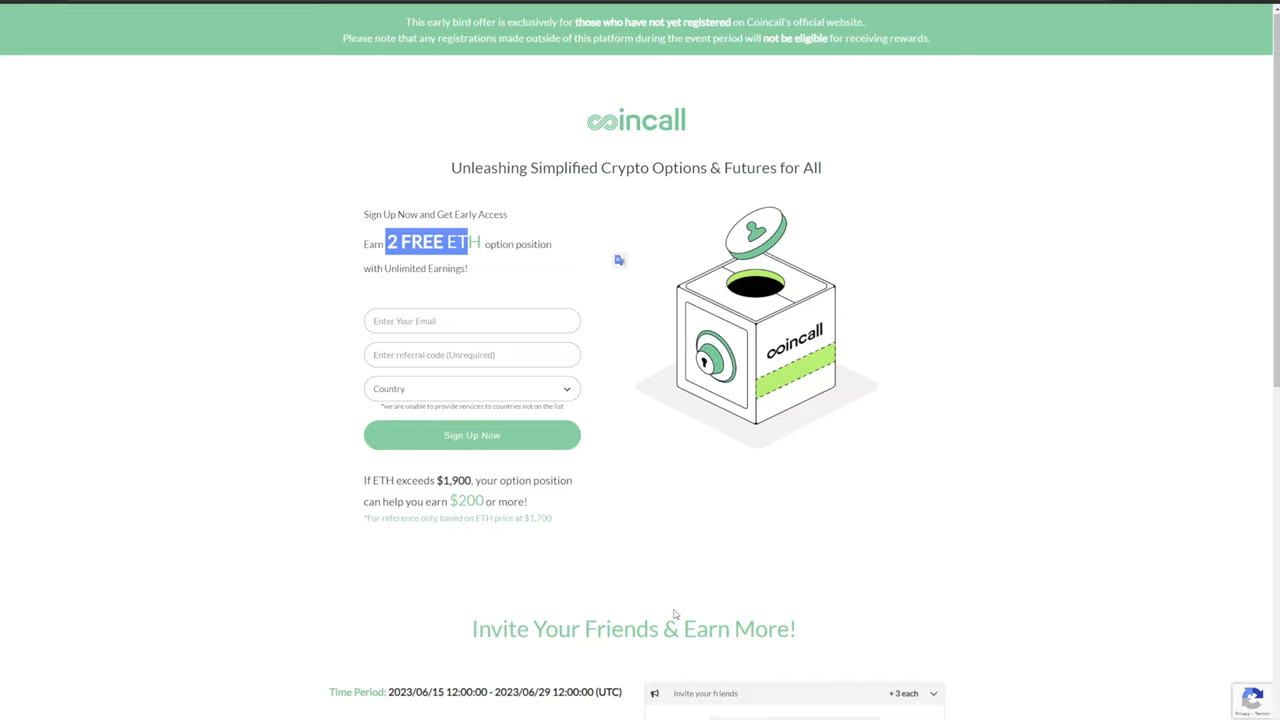 This early bird offer is exclusively for those who have not yet registered on Coincall's official website.
Please note that any registrations made outside of this platform during the event period will not be eligible for receiving rewards.
coincall
Unleashing Simplified Crypto Options & Futures for All
Sign Up Now and Get Early Access
Earn 2 FREE ETH option position
with Unlimited Earnings!
Enter Your Email
Enter referral code (Unrequired)
Country
*we are unable to provide services to countries not on the list
Sign Up Now
coincall
If ETH exceeds $1,900, your option position
can help you earn $200 or more!
*For reference only, based on ETH price at $1,700
Invite Your Friends & Earn More!
Time Period: 2023/06/15 12:00:00 - 2023/06/29 12:00:00 (UTC)
Invite your friends + 3 each
Privacy - Terms